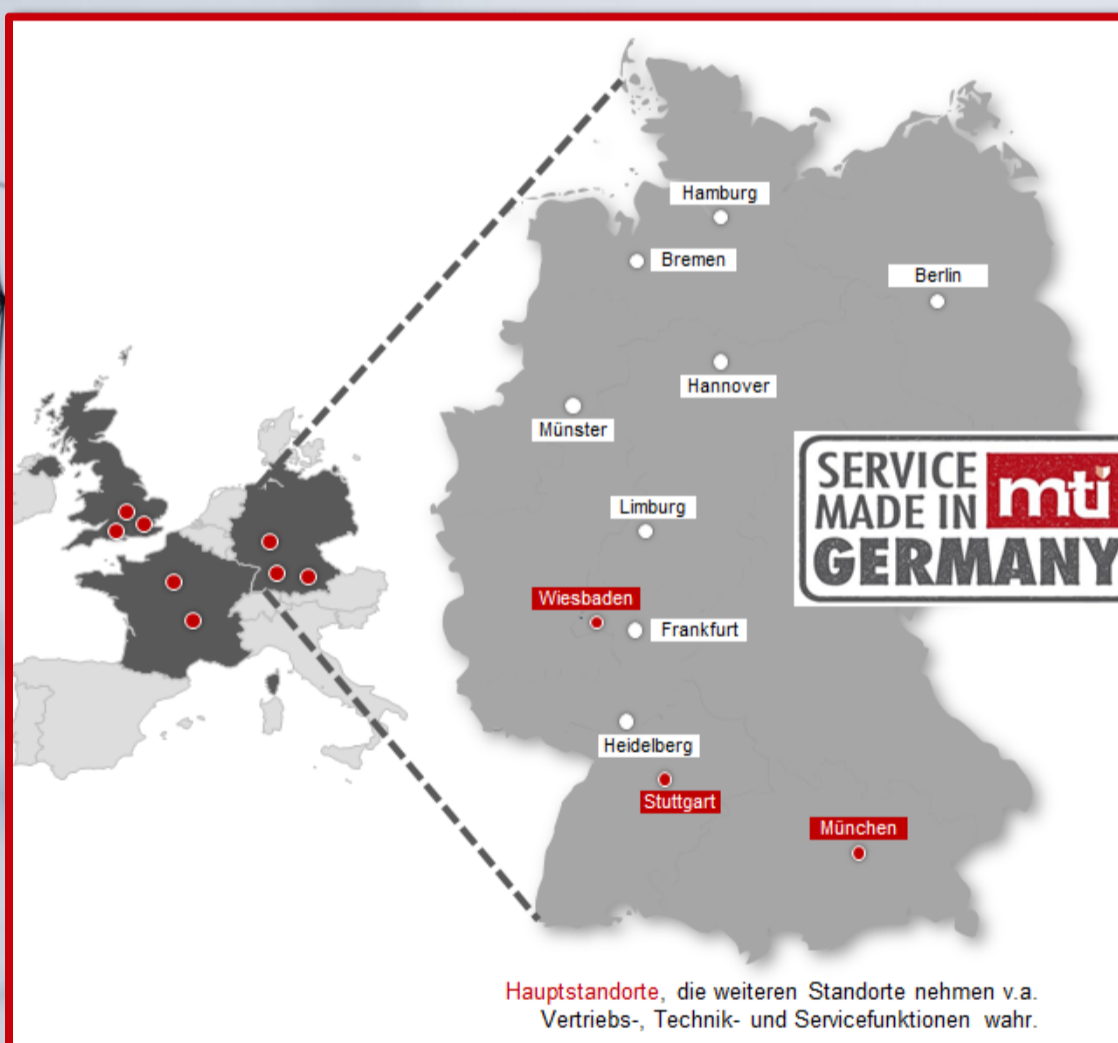 Hamburg
Bremen
Berlin
Hannover
Münster
SERVICE
MADE IN mti
GERMANY
Limburg
Wiesbaden
Frankfurt
Heidelberg
Stuttgart
München
Hauptstandorte, die weiteren Standorte nehmen v.a.
Vertriebs-, Technik- und Servicefunktionen wahr.